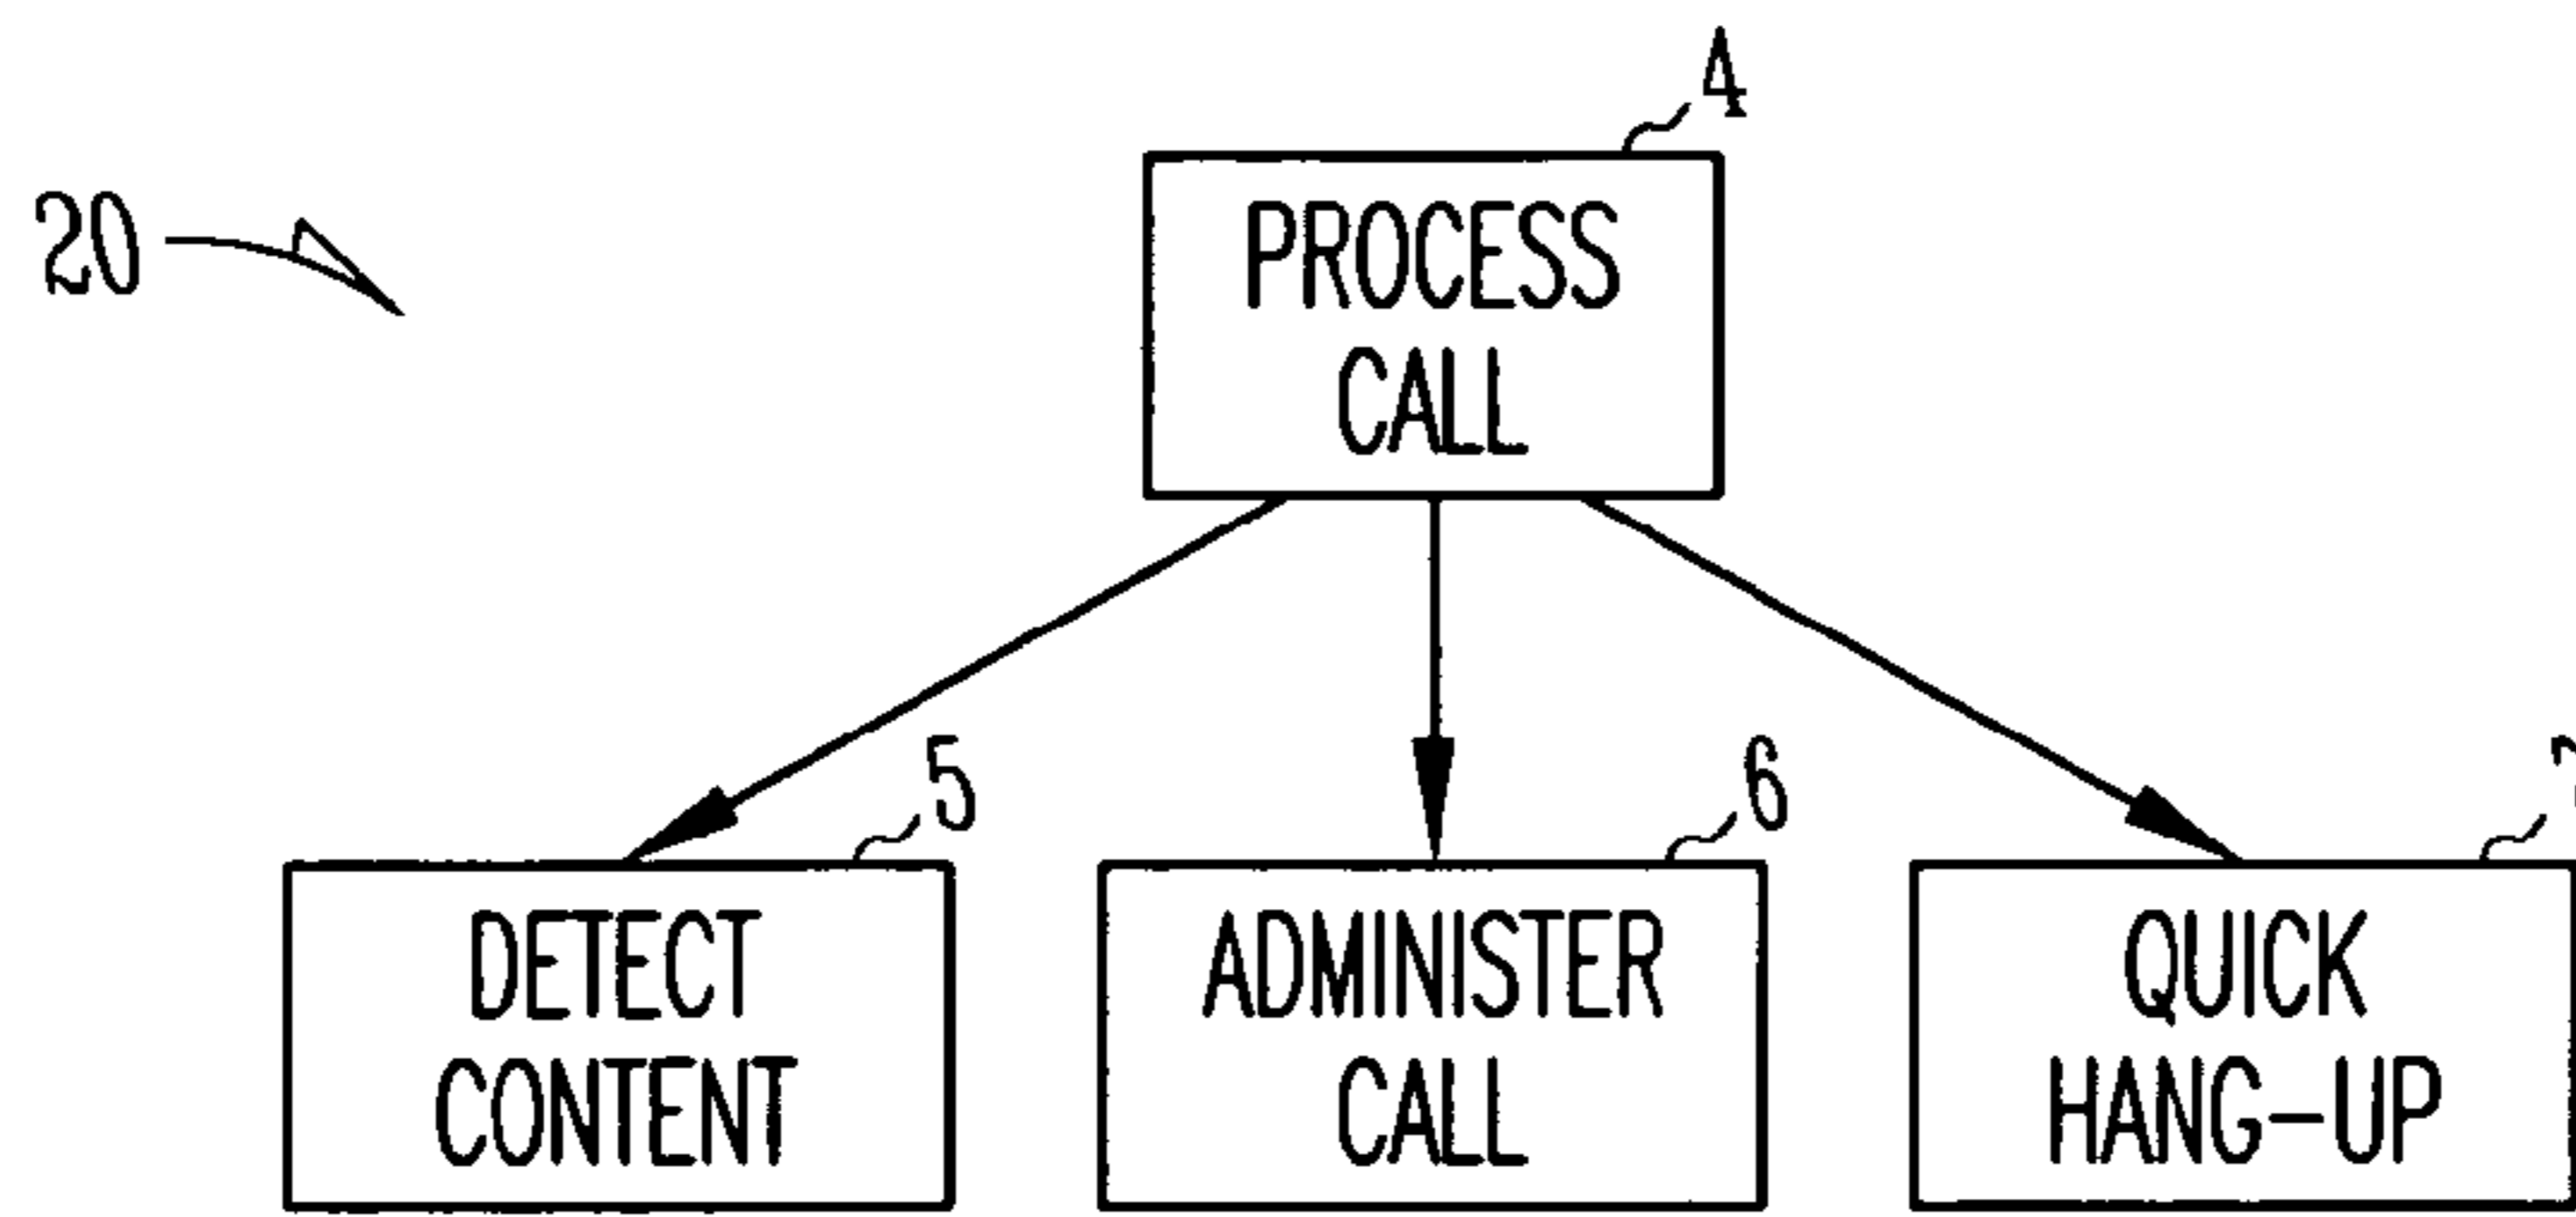 4
20
PROCESS
CALL
5
6
DETECT
CONTENT
ADMINISTER
CALL
QUICK
HANG-UP